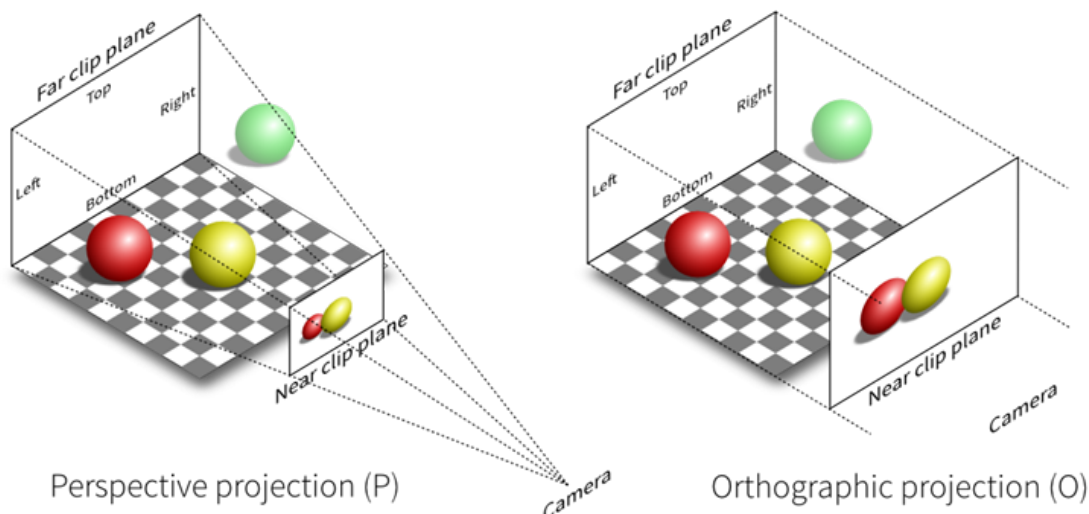 Far clip plane
Top
Right
Left
Bottom
Near clip plane
Camera
Perspective projection (P)
Far clip plane
Top
Right
Left
Bottom
Near clip plane
Camera
Orthographic projection (O)